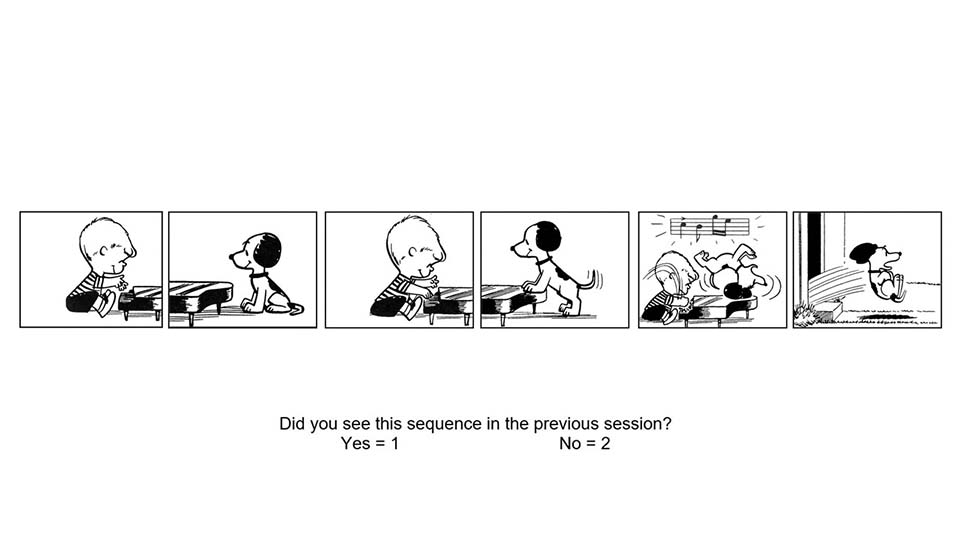 Did you see this sequence in the previous session?
Yes = 1 No = 2